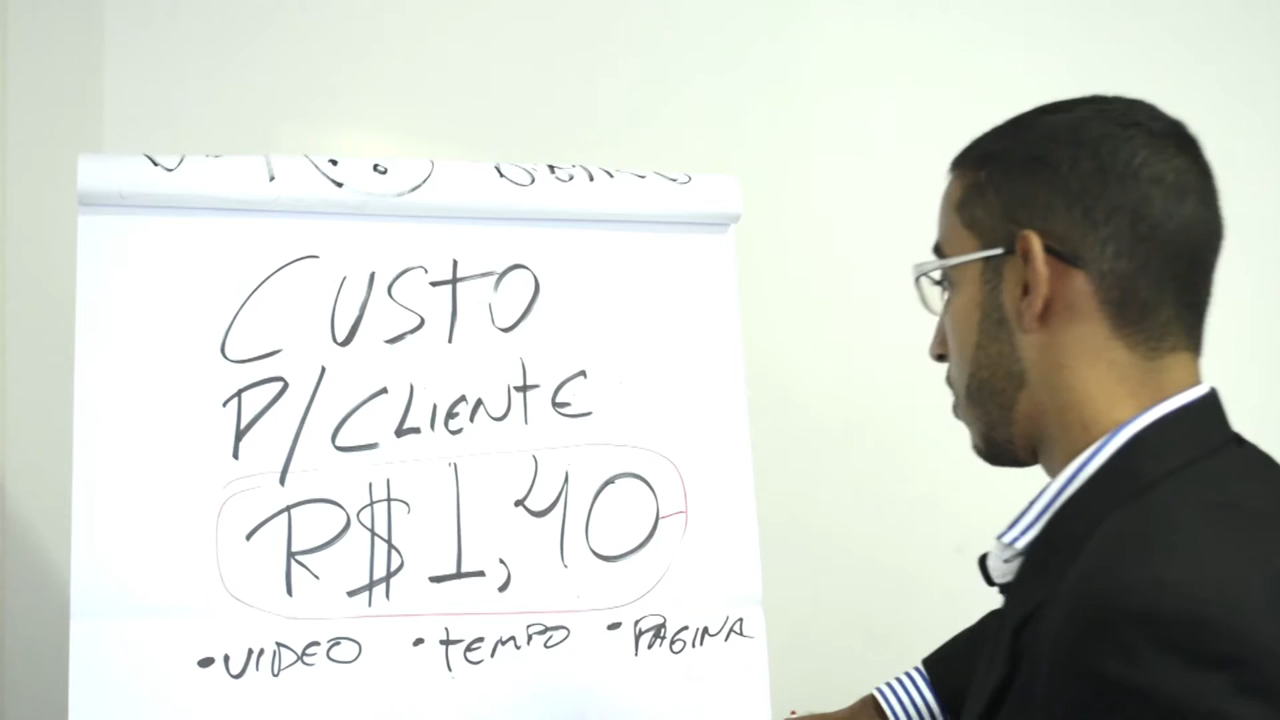 CUSTO
P/CLIENTE
R$1,40
•VIDEO •TEMPO •PAGINA